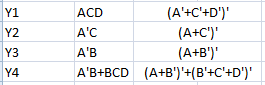 Y1 ACD (A'+C'+D')'
Y2 A'C (A+C')'
Y3 A'B (A+B')'
Y4 A'B+BCD (A+B')'+(B'+C'+D')'